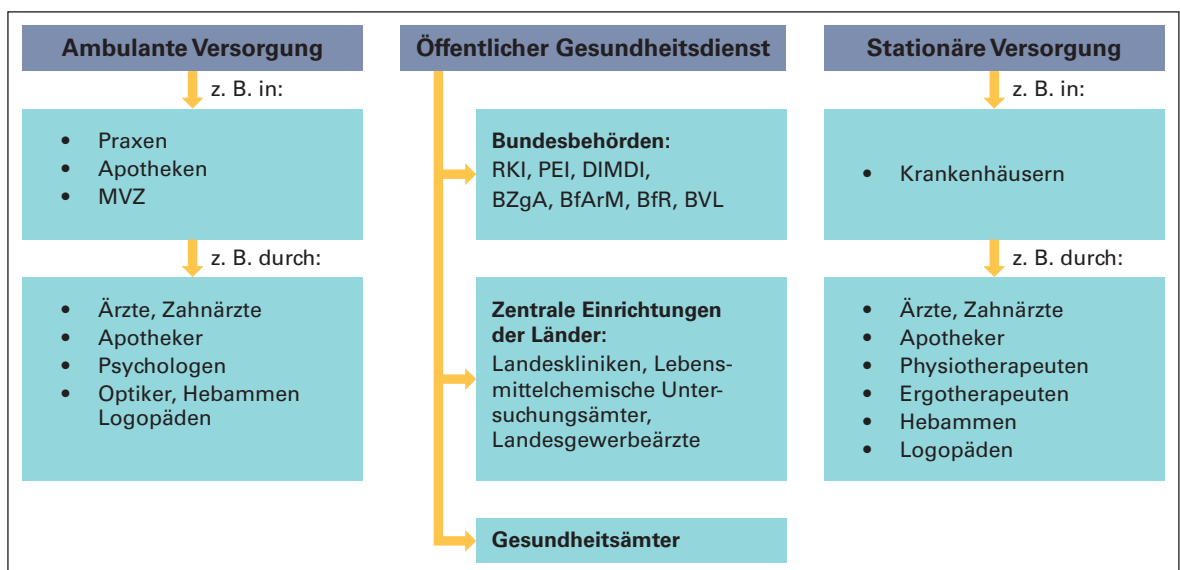 Ambulante Versorgung
z. B. in:
• Praxen
• Apotheken
• MVZ
z. B. durch:
• Ärzte, Zahnärzte
• Apotheker
• Psychologen
• Optiker, Hebammen
Logopäden
Öffentlicher Gesundheitsdienst
Bundesbehörden:
RKI, PEI, DIMDI,
BZgA, BfArM, BfR, BVL
Zentrale Einrichtungen
der Länder:
Landeskliniken, Lebens-
mittelchemische Unter-
suchungsämter,
Landesgewerbeärzte
Gesundheitsämter
Stationäre Versorgung
z. B. in:
• Krankenhäusern
z. B. durch:
• Ärzte, Zahnärzte
• Apotheker
• Physiotherapeuten
• Ergotherapeuten
• Hebammen
• Logopäden